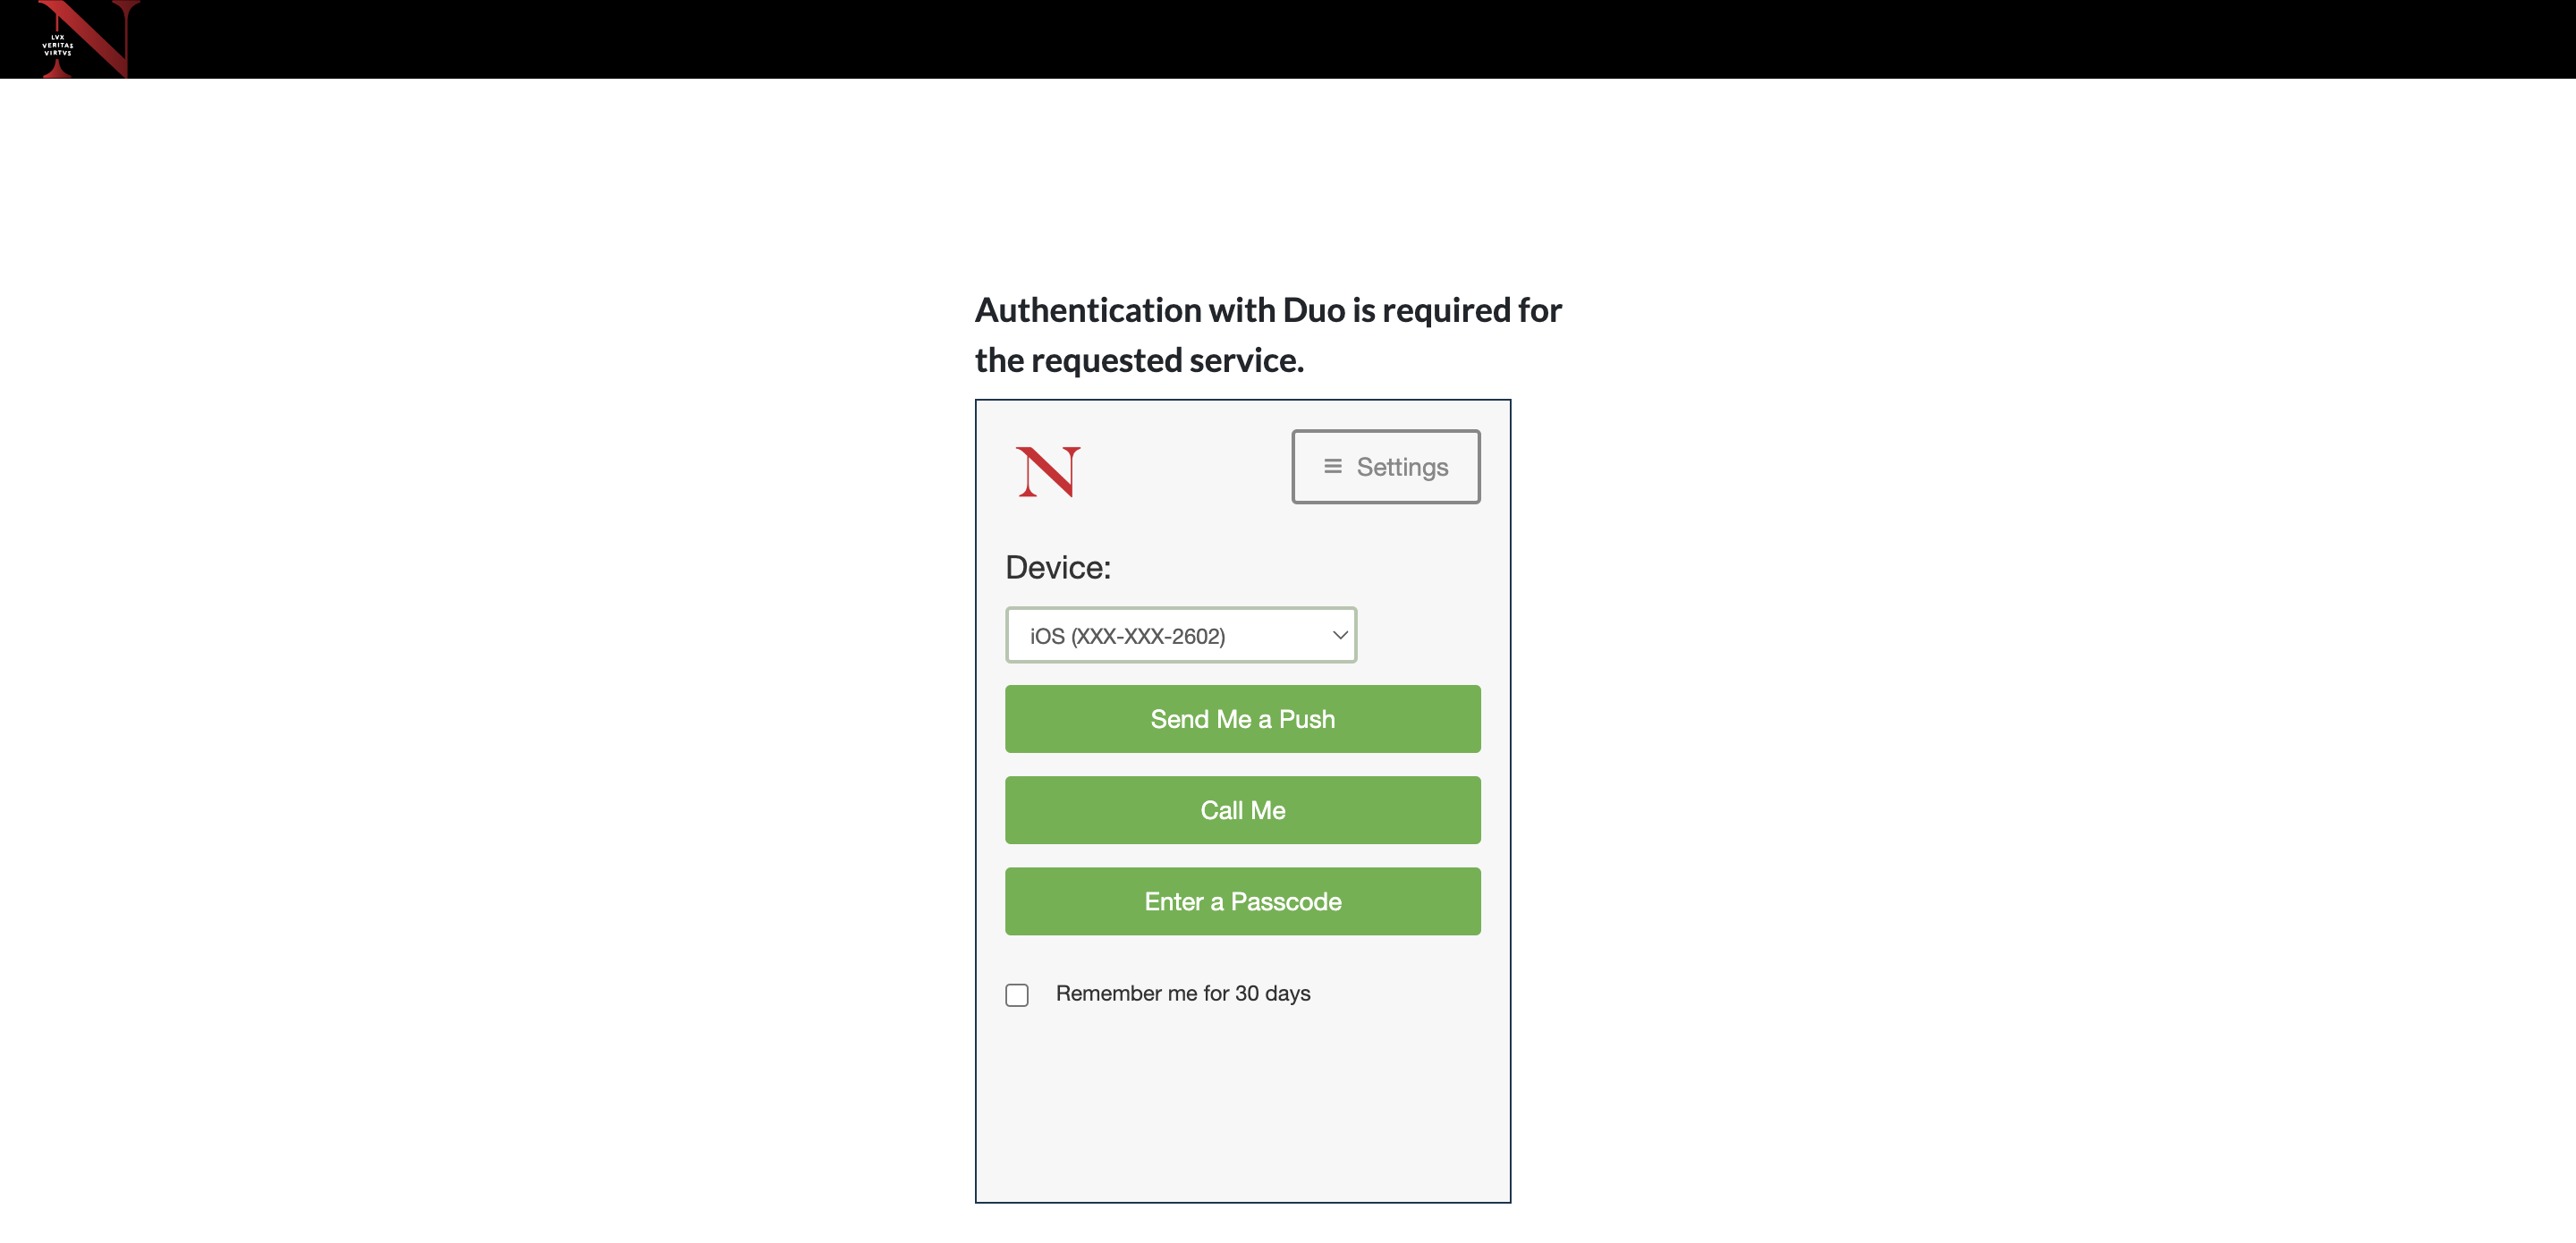 LVX
VERITAS
VIRTVS
N
Authentication with Duo is required for
the requested service.
N
Settings
Device:
iOS (XXX-XXX-2602)
Send Me a Push
Call Me
Enter a Passcode
Remember me for 30 days